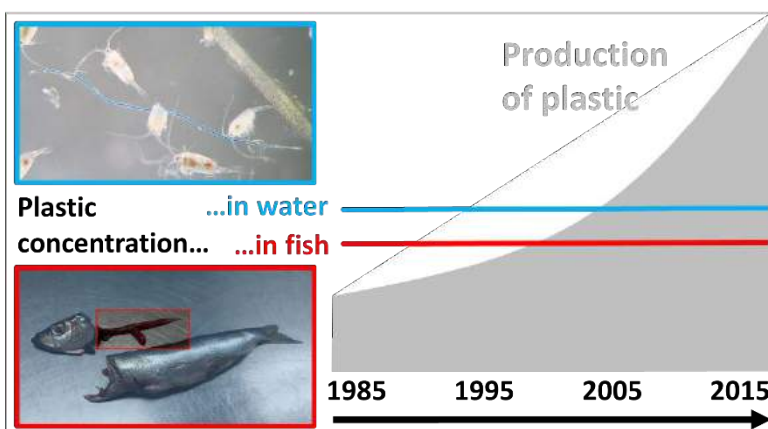 Production
of plastic
Plastic ...in water
concentration... ...in fish
1985 1995 2005 2015